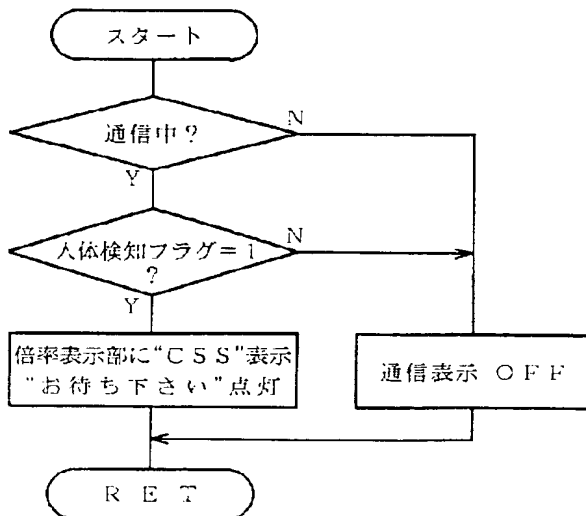 スタート
通信中?
N
Y
人体検知フラグ=1
?
N
Y
倍率表示部に“CSS”表示
“お待ち下さい”点灯
通信表示 OFF
RET